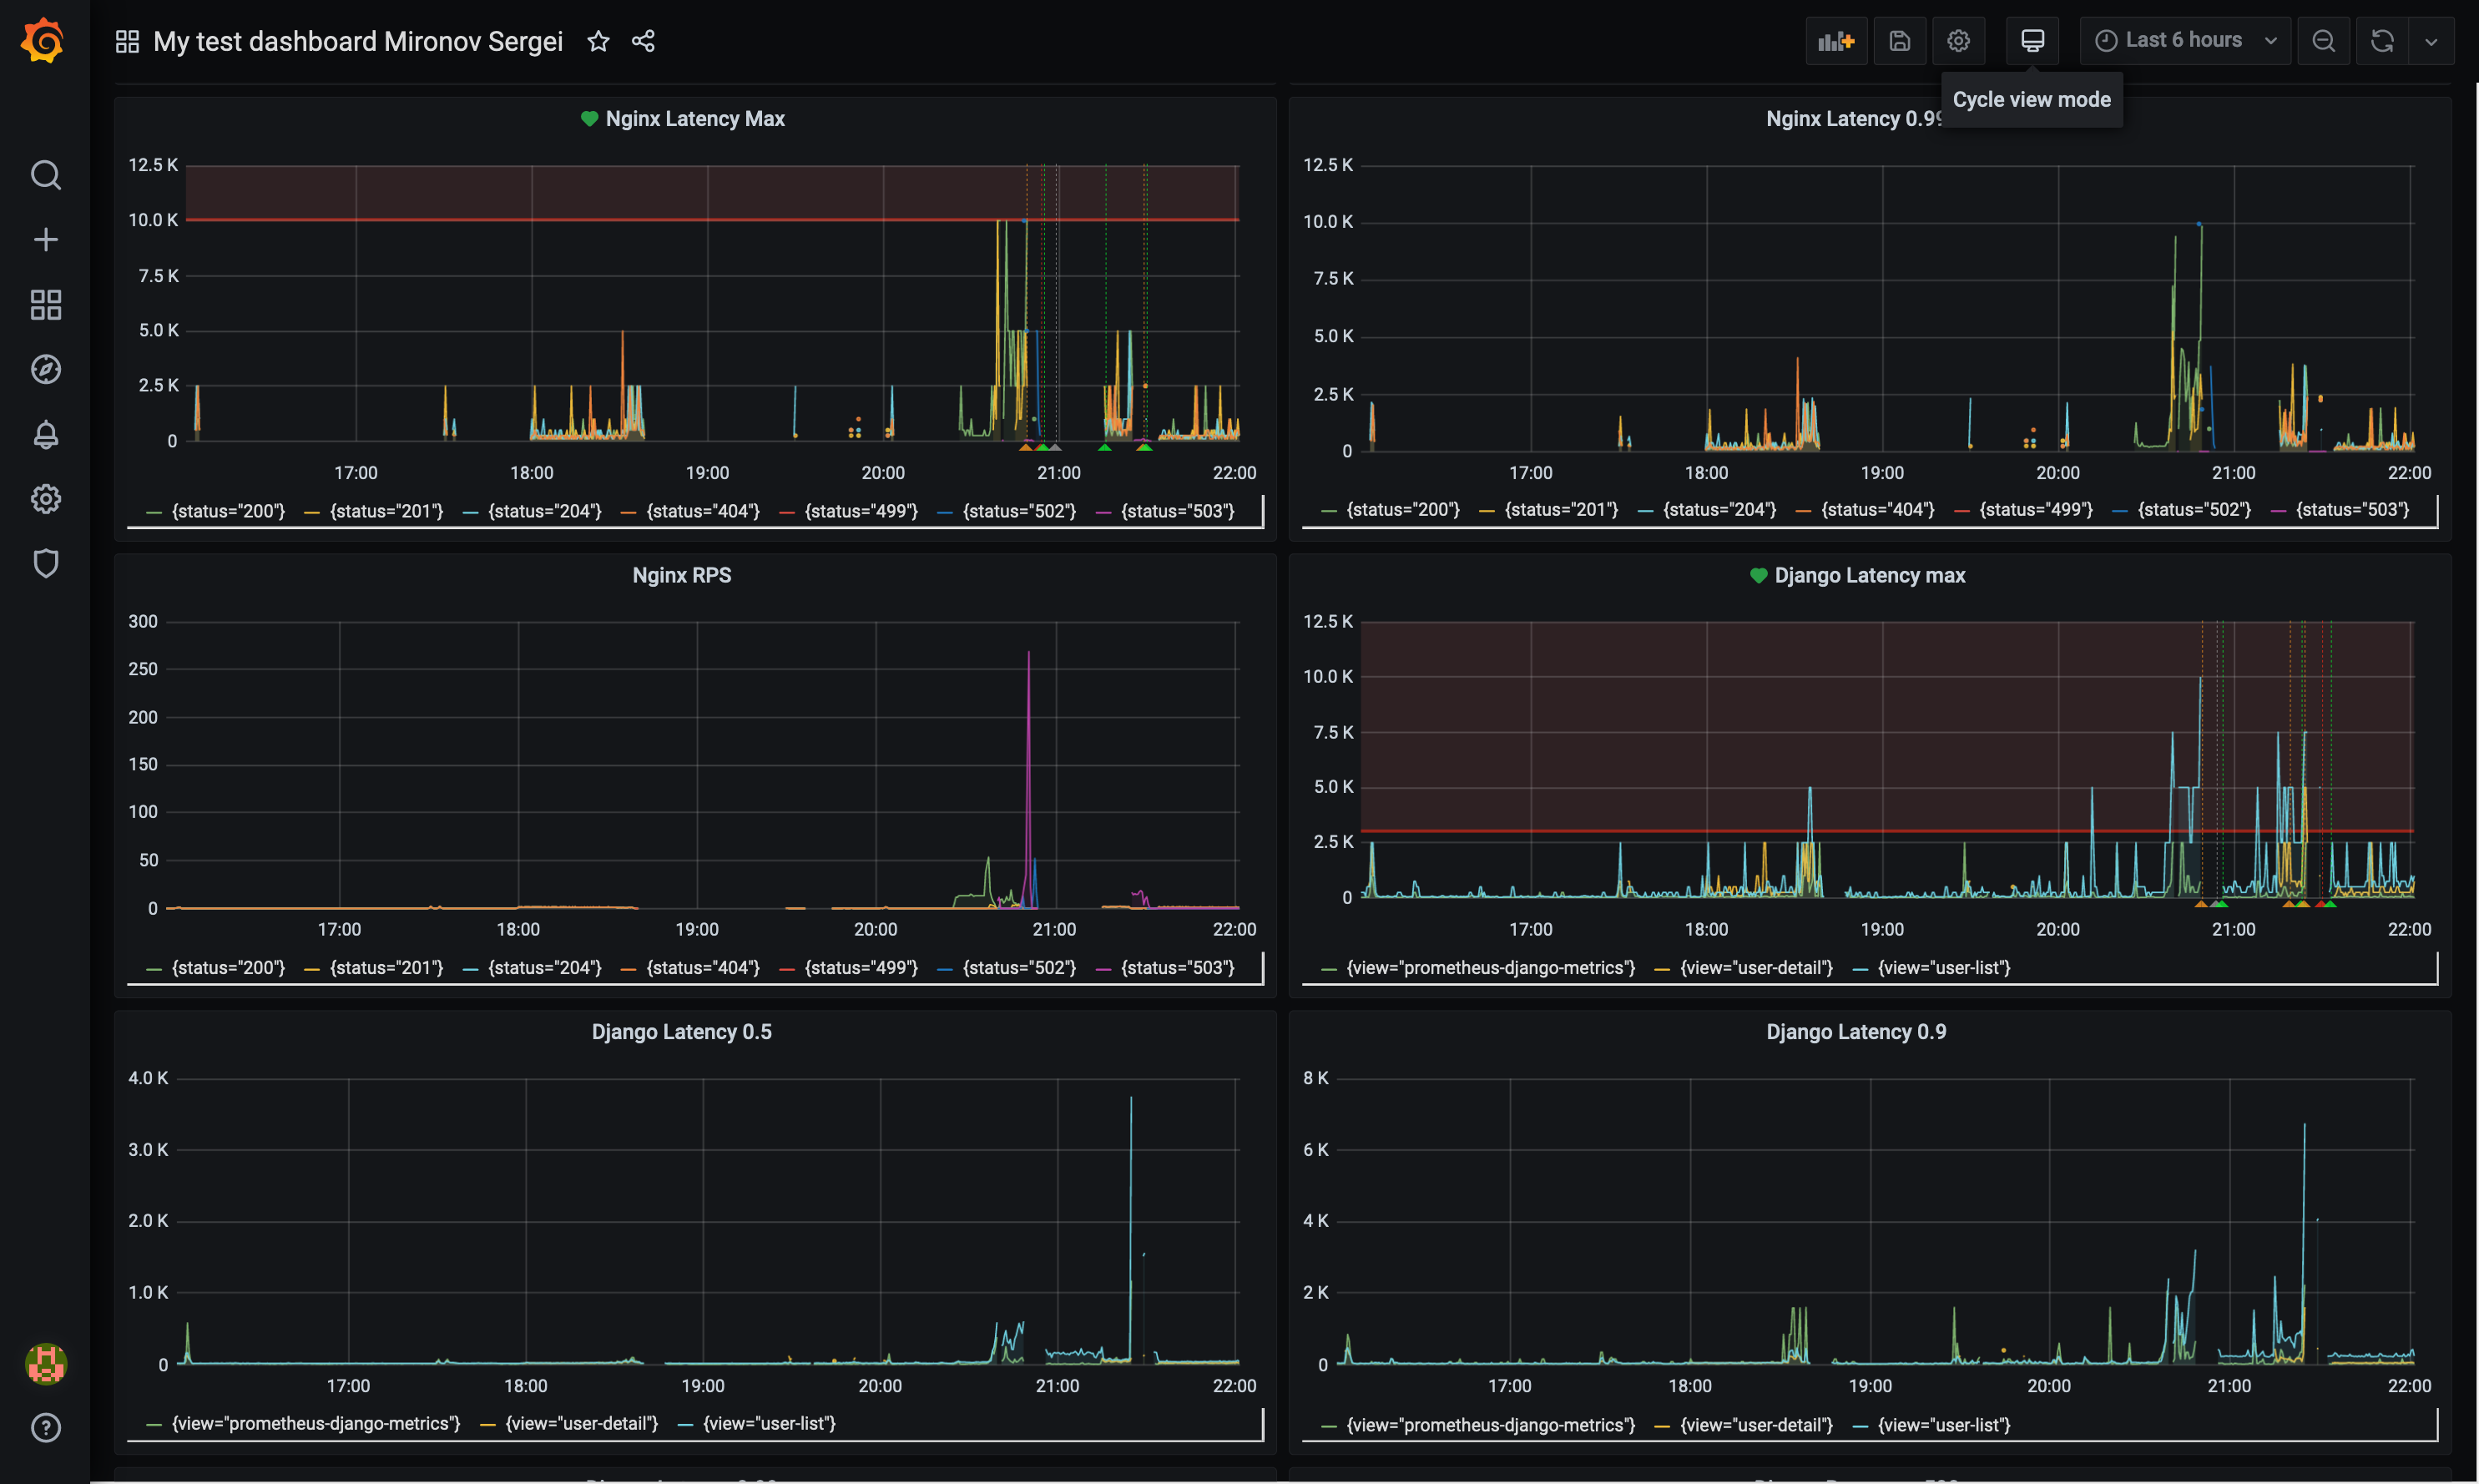 My test dashboard Mironov Sergei
Last 6 hours
Cycle view mode
Nginx Latency Max
12.5 K
10.0 K
7.5 K
5.0 K
2.5 K
0
17:00 18:00 19:00 20:00 21:00 22:00
{status="200"} {status="201"} {status="204"} {status="404"} {status="499"} {status="502"} {status="503"}
Nginx Latency 0.99
12.5 K
10.0 K
7.5 K
5.0 K
2.5 K
0
17:00 18:00 19:00 20:00 21:00 22:00
{status="200"} {status="201"} {status="204"} {status="404"} {status="499"} {status="502"} {status="503"}
Nginx RPS
300
250
200
150
100
50
0
17:00 18:00 19:00 20:00 21:00 22:00
{status="200"} {status="201"} {status="204"} {status="404"} {status="499"} {status="502"} {status="503"}
Django Latency max
12.5 K
10.0 K
7.5 K
5.0 K
2.5 K
0
17:00 18:00 19:00 20:00 21:00 22:00
{view="prometheus-django-metrics"} {view="user-detail"} {view="user-list"}
Django Latency 0.5
4.0 K
3.0 K
2.0 K
1.0 K
0
17:00 18:00 19:00 20:00 21:00 22:00
{view="prometheus-django-metrics"} {view="user-detail"} {view="user-list"}
Django Latency 0.9
8 K
6 K
4 K
2 K
0
17:00 18:00 19:00 20:00 21:00 22:00
{view="prometheus-django-metrics"} {view="user-detail"} {view="user-list"}